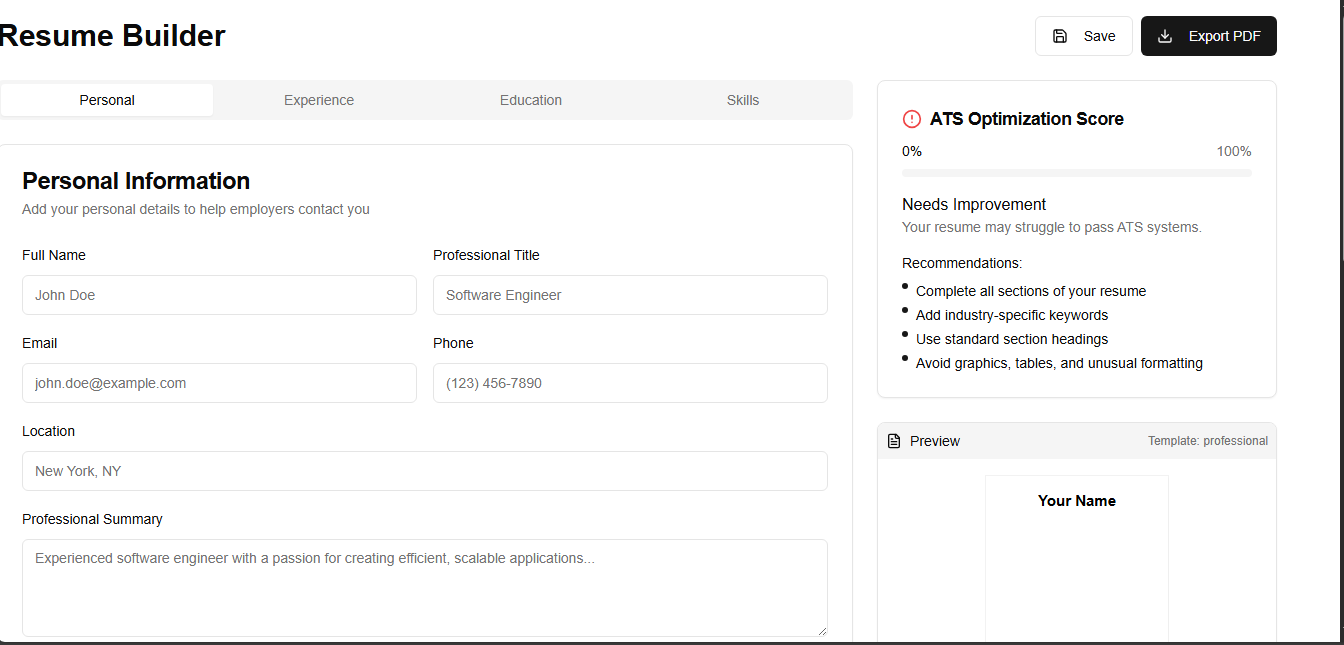 Resume Builder
Save
Export PDF
Personal
Experience
Education
Skills
Personal Information
Add your personal details to help employers contact you
Full Name
Professional Title
John Doe
Software Engineer
Email
Phone
john.doe@example.com
(123) 456-7890
Location
New York, NY
Professional Summary
Experienced software engineer with a passion for creating efficient, scalable applications...
ATS Optimization Score
0%
100%
Needs Improvement
Your resume may struggle to pass ATS systems.
Recommendations:
Complete all sections of your resume
Add industry-specific keywords
Use standard section headings
Avoid graphics, tables, and unusual formatting
Preview
Template: professional
Your Name